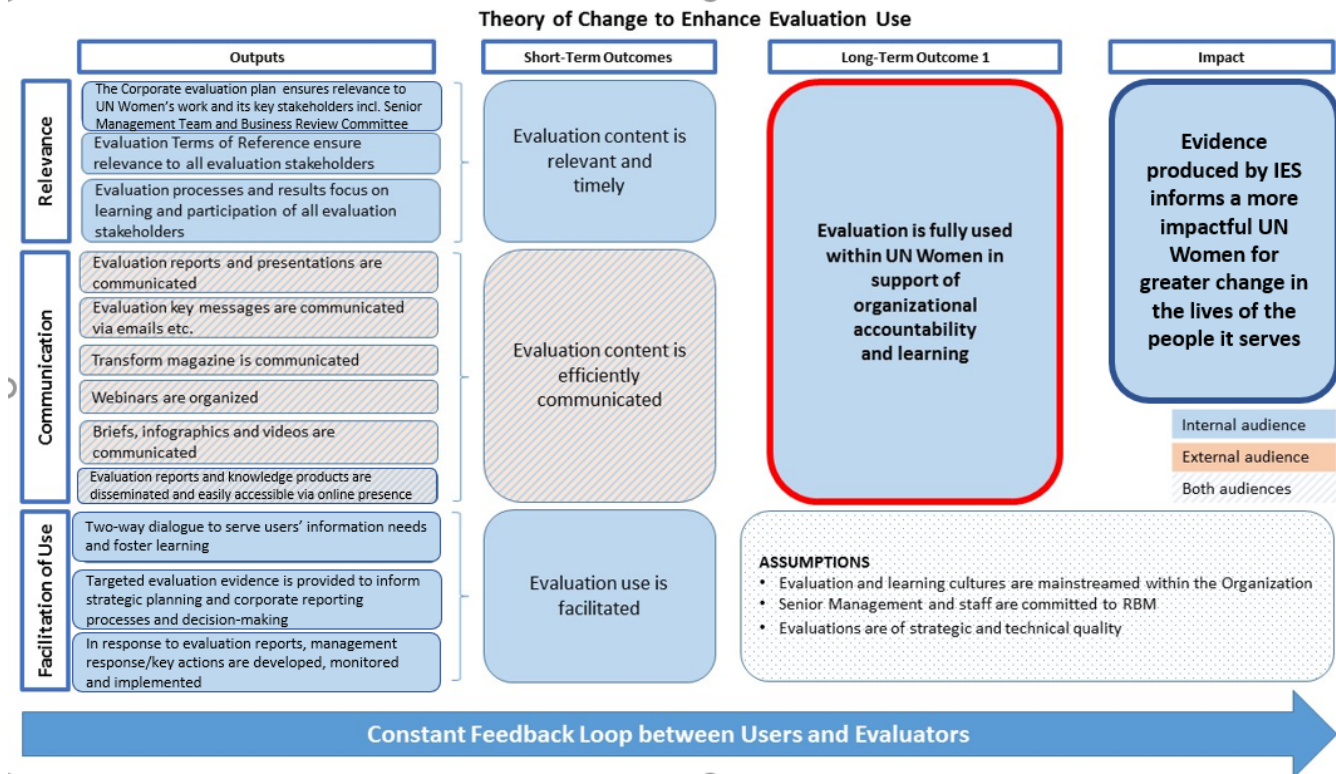 Theory of Change to Enhance Evaluation Use
Outputs
Short-Term Outcomes
Long-Term Outcome 1
Impact
Relevance
The Corporate evaluation plan ensures relevance to
UN Women's work and its key stakeholders incl. Senior
Management Team and Business Review Committee
Evaluation Terms of Reference ensure
relevance to all evaluation stakeholders
Evaluation processes and results focus on
learning and participation of all evaluation
stakeholders
Evaluation content is
relevant and
timely
Communication
Evaluation reports and presentations are
communicated
Evaluation key messages are communicated
via emails etc.
Transform magazine is communicated
Webinars are organized
Briefs, infographics and videos are
communicated
Evaluation reports and knowledge products are
disseminated and easily accessible via online presence
Evaluation content is
efficiently
communicated
Facilitation of Use
Two-way dialogue to serve users' information needs
and foster learning
Targeted evaluation evidence is provided to inform
strategic planning and corporate reporting
processes and decision-making
In response to evaluation reports, management
response/key actions are developed, monitored
and implemented
Evaluation use is
facilitated
Evaluation is fully used
within UN Women in
support of
organizational
accountability
and learning
Evidence
produced by IES
informs a more
impactful UN
Women for
greater change in
the lives of the
people it serves
Internal audience
External audience
Both audiences
ASSUMPTIONS
• Evaluation and learning cultures are mainstreamed within the Organization
• Senior Management and staff are committed to RBM
• Evaluations are of strategic and technical quality
Constant Feedback Loop between Users and Evaluators